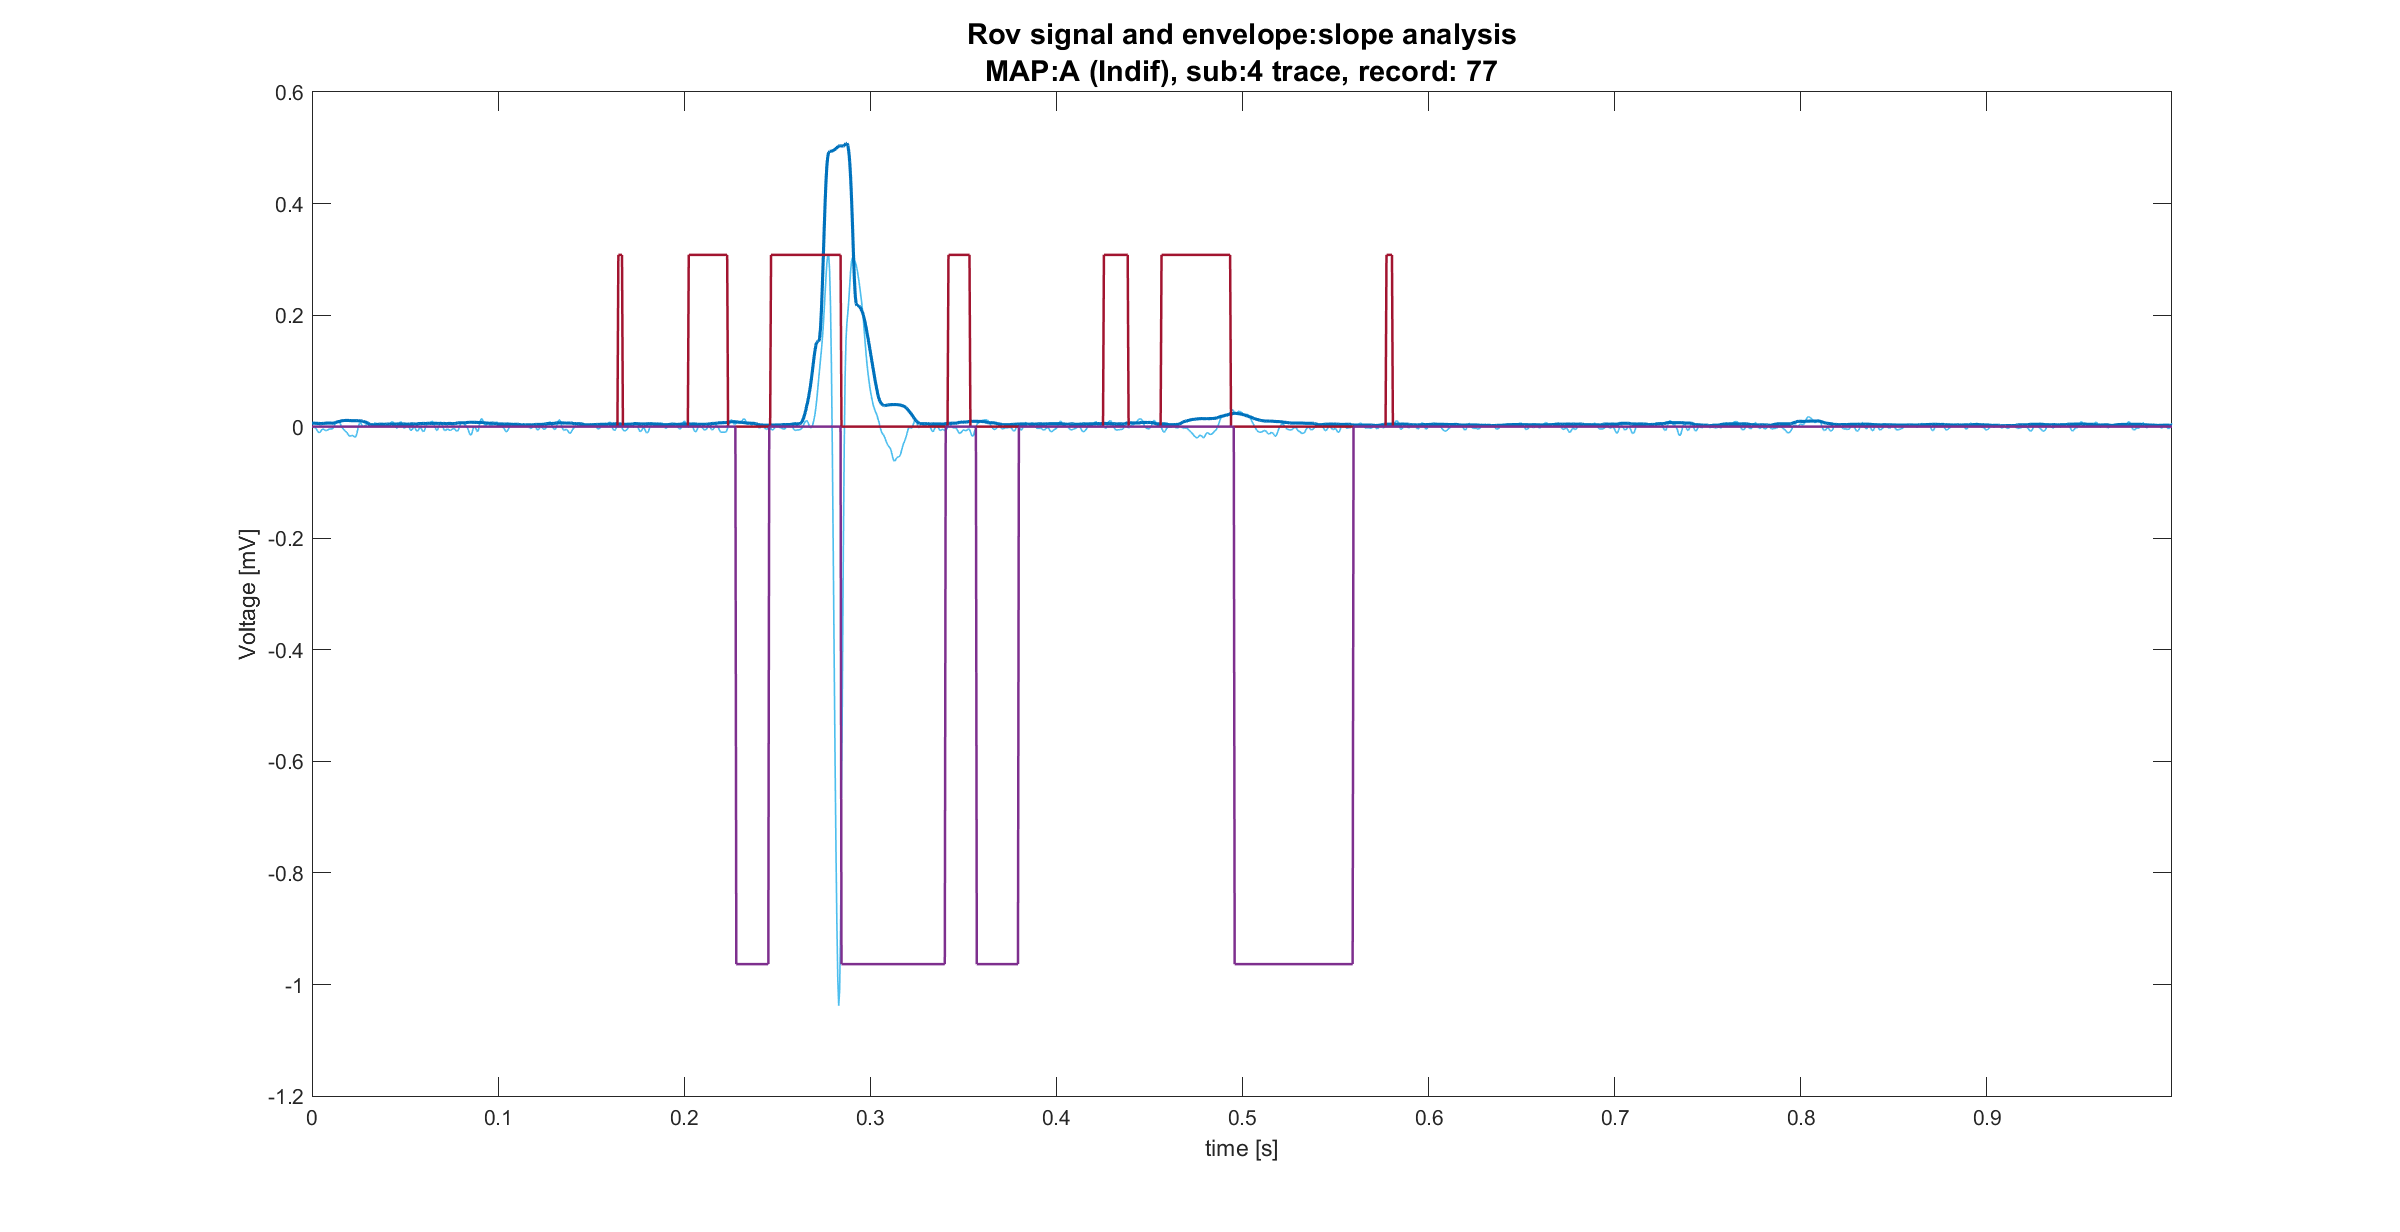 Rov signal and envelope:slope analysis
MAP:A (Indif), sub:4 trace, record: 77
0.6
0.4
0.2
0
-0.2
-0.4
-0.6
-0.8
-1
-1.2
Voltage [mV]
0 0.1 0.2 0.3 0.4 0.5 0.6 0.7 0.8 0.9
time [s]